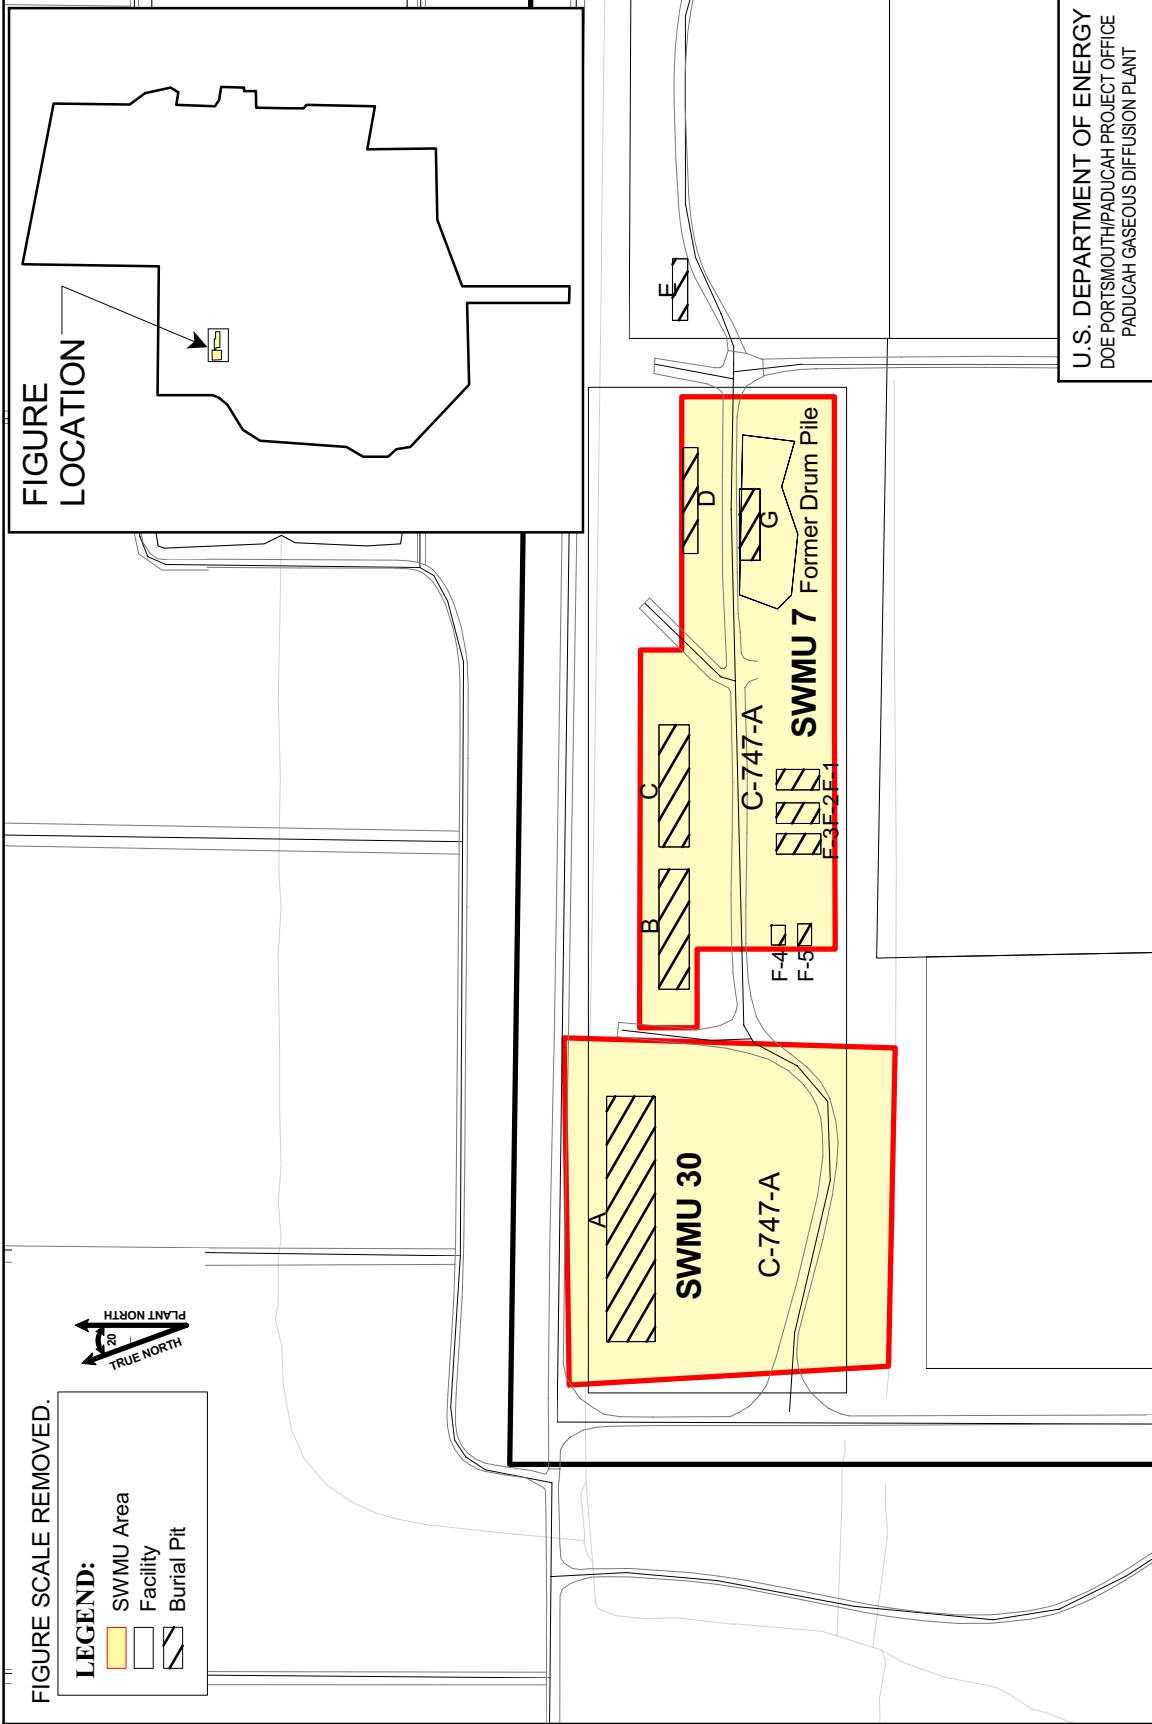 FIGURE SCALE REMOVED.
LEGEND:
SWMU Area
Facility
Burial Pit
TRUE NORTH
20
PLANT NORTH
FIGURE
LOCATION
A
SWMU 30
C-747-A
B
C
D
E
G
Former Drum Pile
SWMU 7
C-747-A
F-1
F-2
F-3
F-4
F-5
U.S. DEPARTMENT OF ENERGY
DOE PORTSMOUTH/PADUCAH PROJECT OFFICE
PADUCAH GASEOUS DIFFUSION PLANT